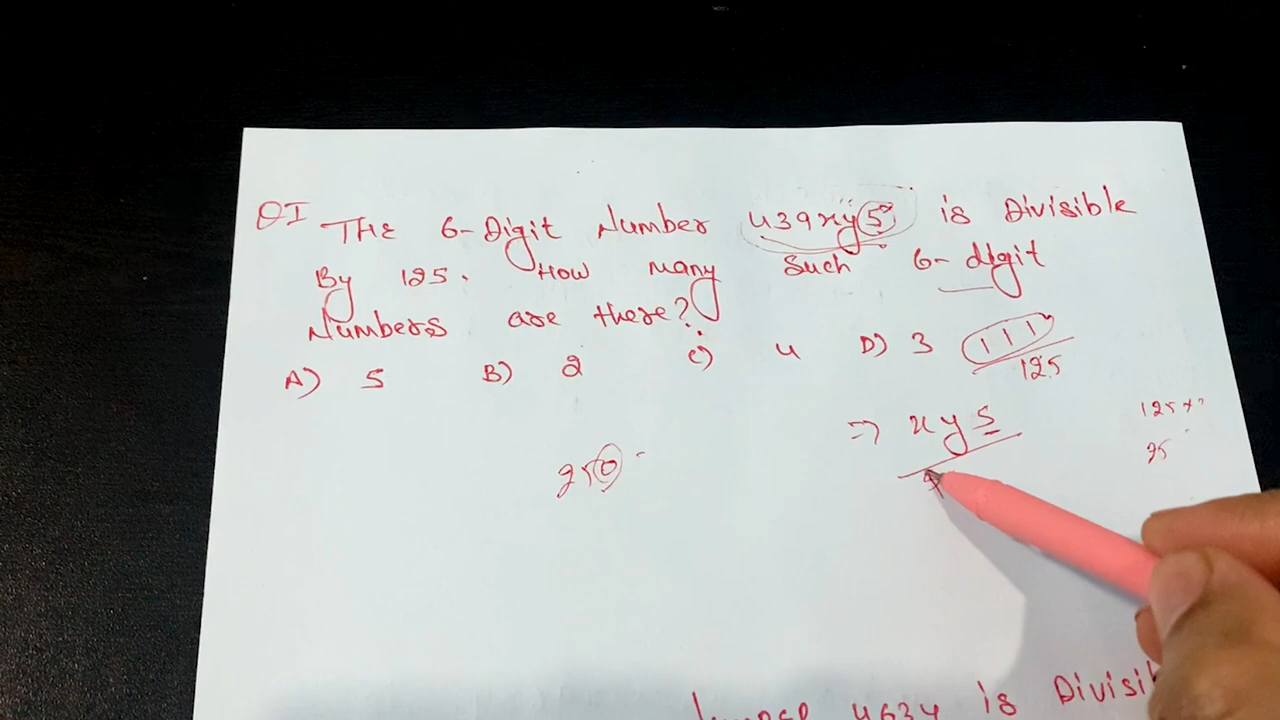 Q1 THE 6-Digit Number 439xy5 is Divisible
By 125. How many Such 6-digit
Numbers are there?
A) 5 B) 2 C) 4 D) 3
111
125
⇒ xy5
125×
25
250
4634 is Divisi